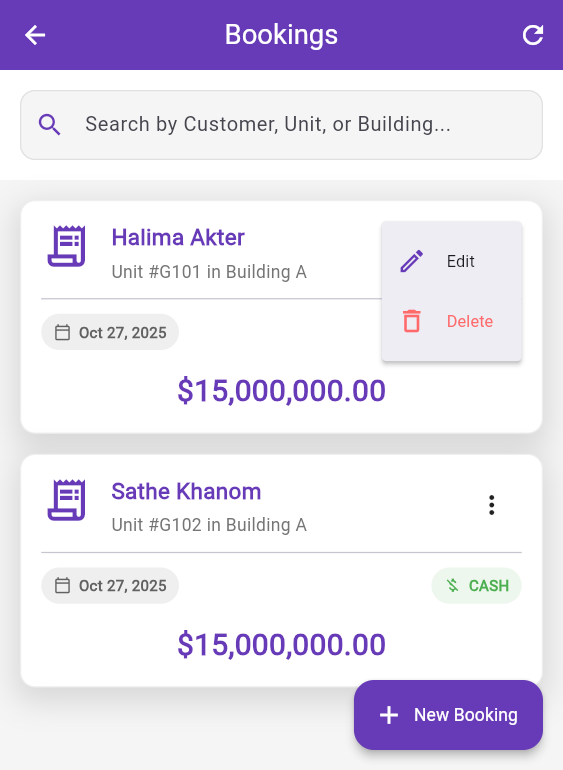 Bookings
Search by Customer, Unit, or Building...
Halima Akter
Unit #G101 in Building A
Edit
Delete
Oct 27, 2025
$15,000,000.00
Sathe Khanom
Unit #G102 in Building A
Oct 27, 2025
CASH
$15,000,000.00
New Booking